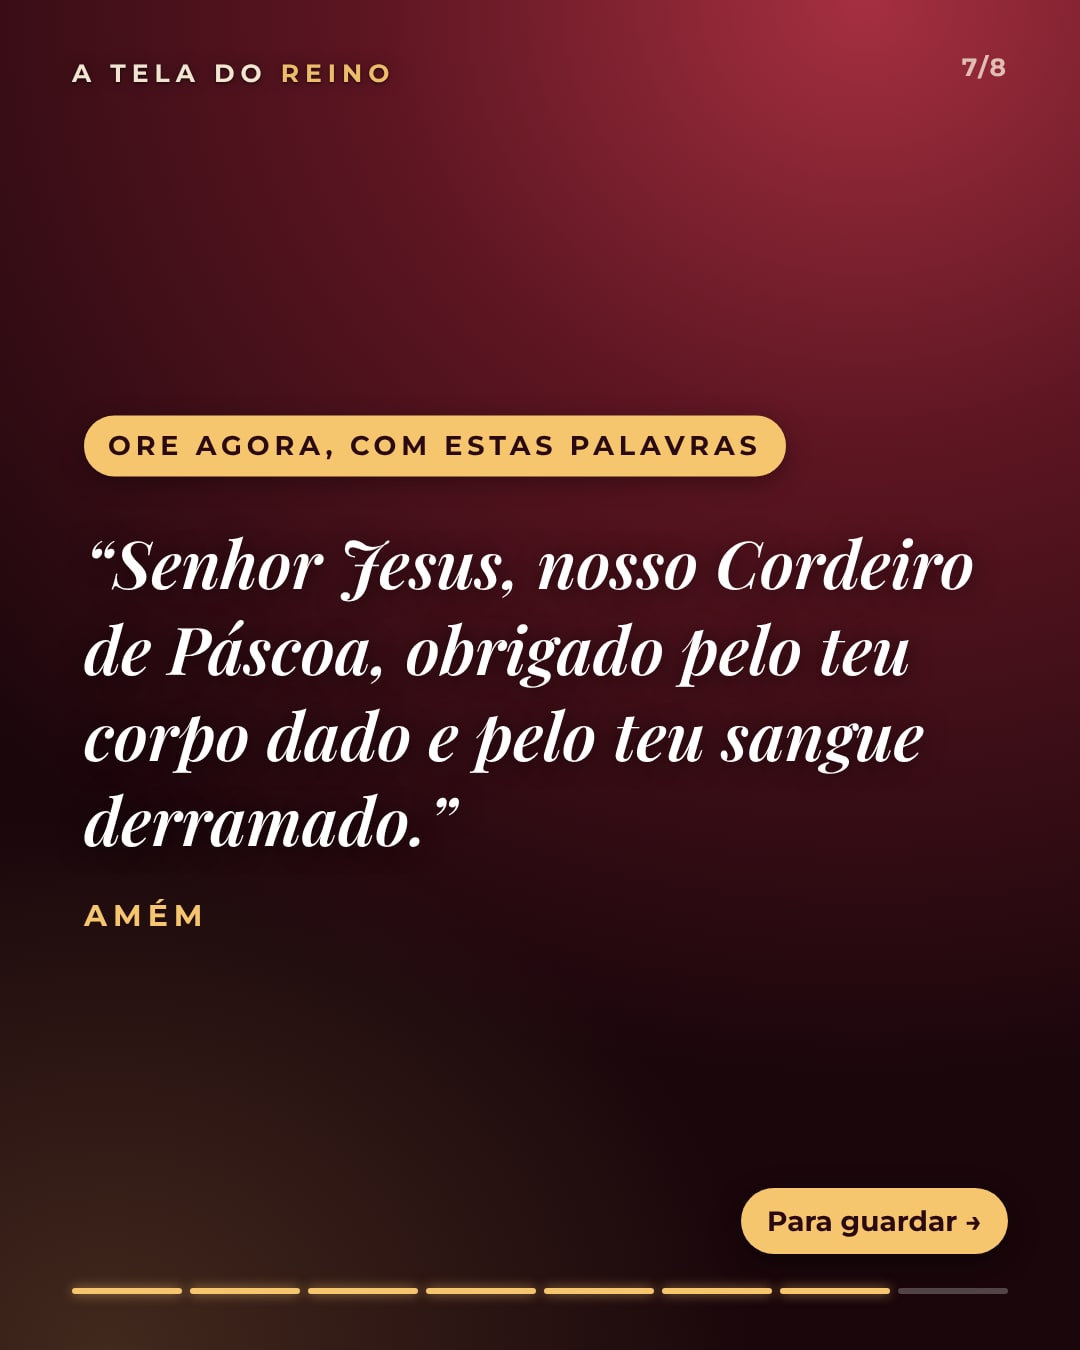 A TELA DO REINO
7/8
ORE AGORA, COM ESTAS PALAVRAS
“Senhor Jesus, nosso Cordeiro
de Páscoa, obrigado pelo teu
corpo dado e pelo teu sangue
derramado.”
AMÉM
Para guardar →